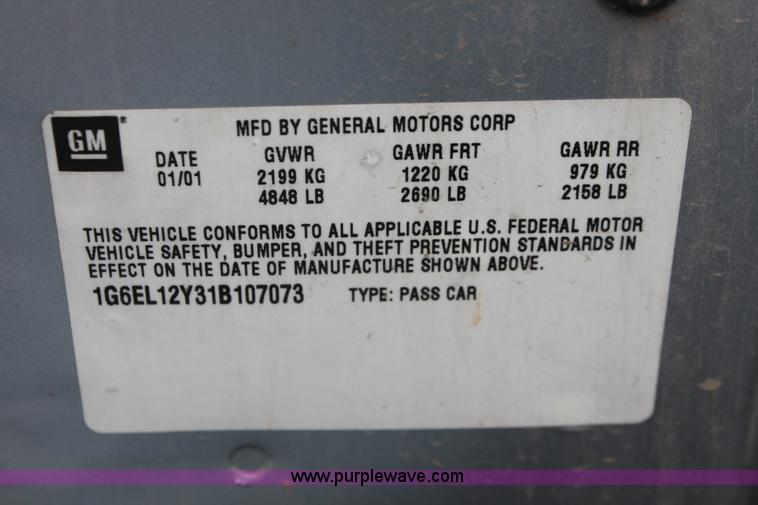 GM
MFD BY GENERAL MOTORS CORP
DATE GVWR GAWR FRT GAWR RR
01/01 2199 KG 1220 KG 979 KG
4848 LB 2690 LB 2158 LB
THIS VEHICLE CONFORMS TO ALL APPLICABLE U.S. FEDERAL MOTOR
VEHICLE SAFETY, BUMPER, AND THEFT PREVENTION STANDARDS IN
EFFECT ON THE DATE OF MANUFACTURE SHOWN ABOVE.
1G6EL12Y31B107073 TYPE: PASS CAR
www.purplewave.com